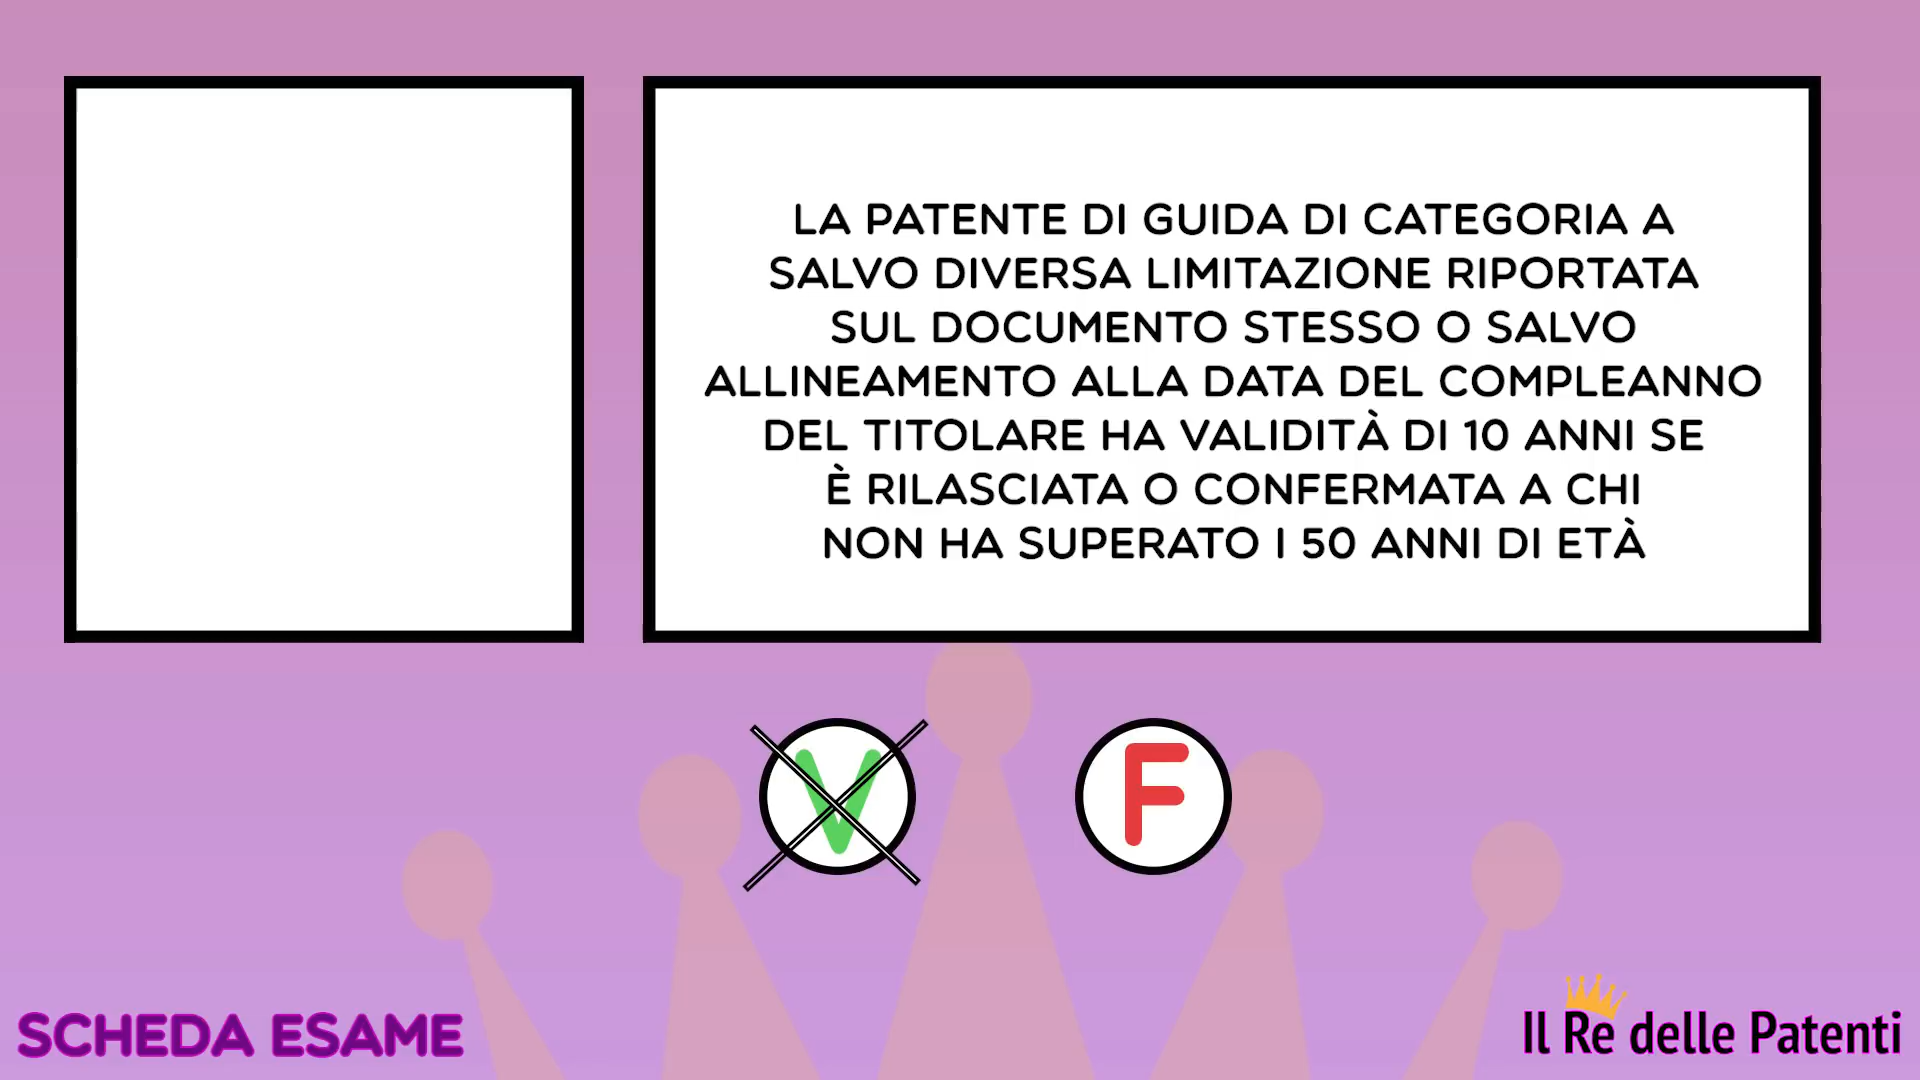 LA PATENTE DI GUIDA DI CATEGORIA A
SALVO DIVERSA LIMITAZIONE RIPORTATA
SUL DOCUMENTO STESSO O SALVO
ALLINEAMENTO ALLA DATA DEL COMPLEANNO
DEL TITOLARE HA VALIDITÀ DI 10 ANNI SE
È RILASCIATA O CONFERMATA A CHI
NON HA SUPERATO I 50 ANNI DI ETÀ
V
F
SCHEDA ESAME
Il Re delle Patenti